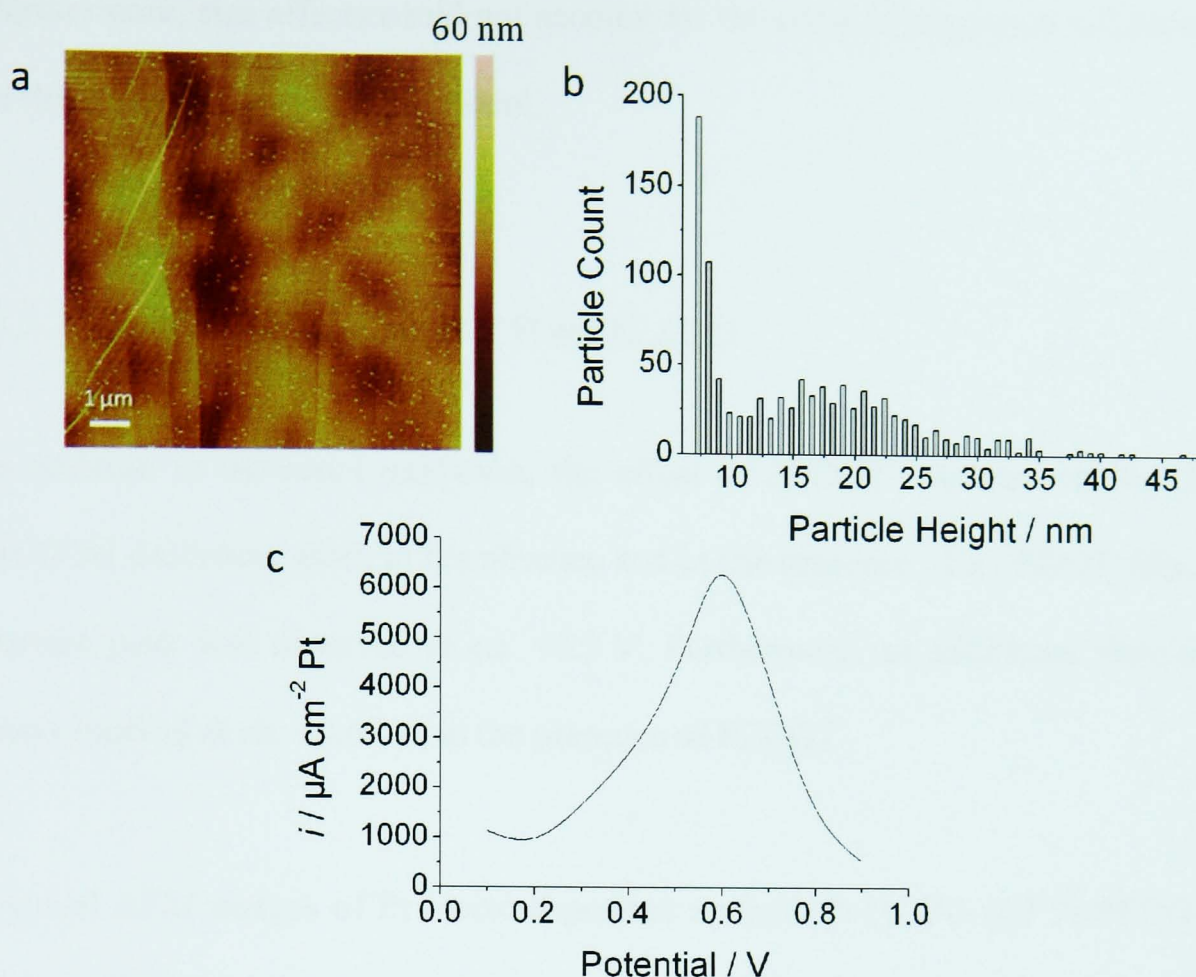 60 nm
a
1 µm
b
200
150
100
50
0
Particle Count
10 15 20 25 30 35 40 45
Particle Height / nm
c
7000
6000
5000
4000
3000
2000
1000
0
i / µA cm⁻² Pt
0.0 0.2 0.4 0.6 0.8 1.0
Potential / V